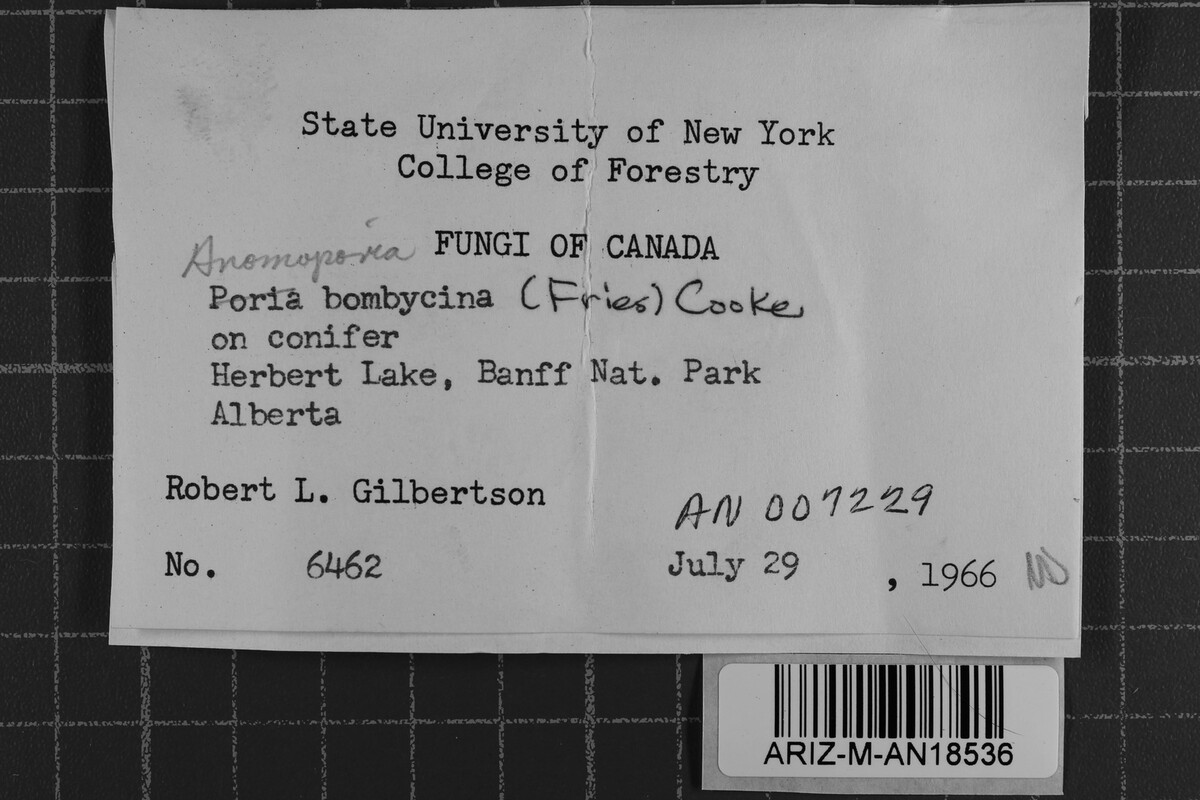 State University of New York
College of Forestry
Anomoporia FUNGI OF CANADA
Poria bombycina (Fries) Cooke
on conifer
Herbert Lake, Banff Nat. Park
Alberta
Robert L. Gilbertson
AN 007229
No. 6462 July 29, 1966
ARIZ-M-AN18536